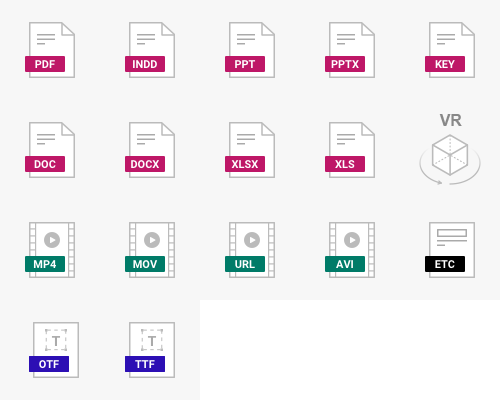 PDF
INDD
PPT
PPTX
KEY
DOC
DOCX
XLSX
XLS
VR
MP4
MOV
URL
AVI
ETC
T
OTF
T
TTF